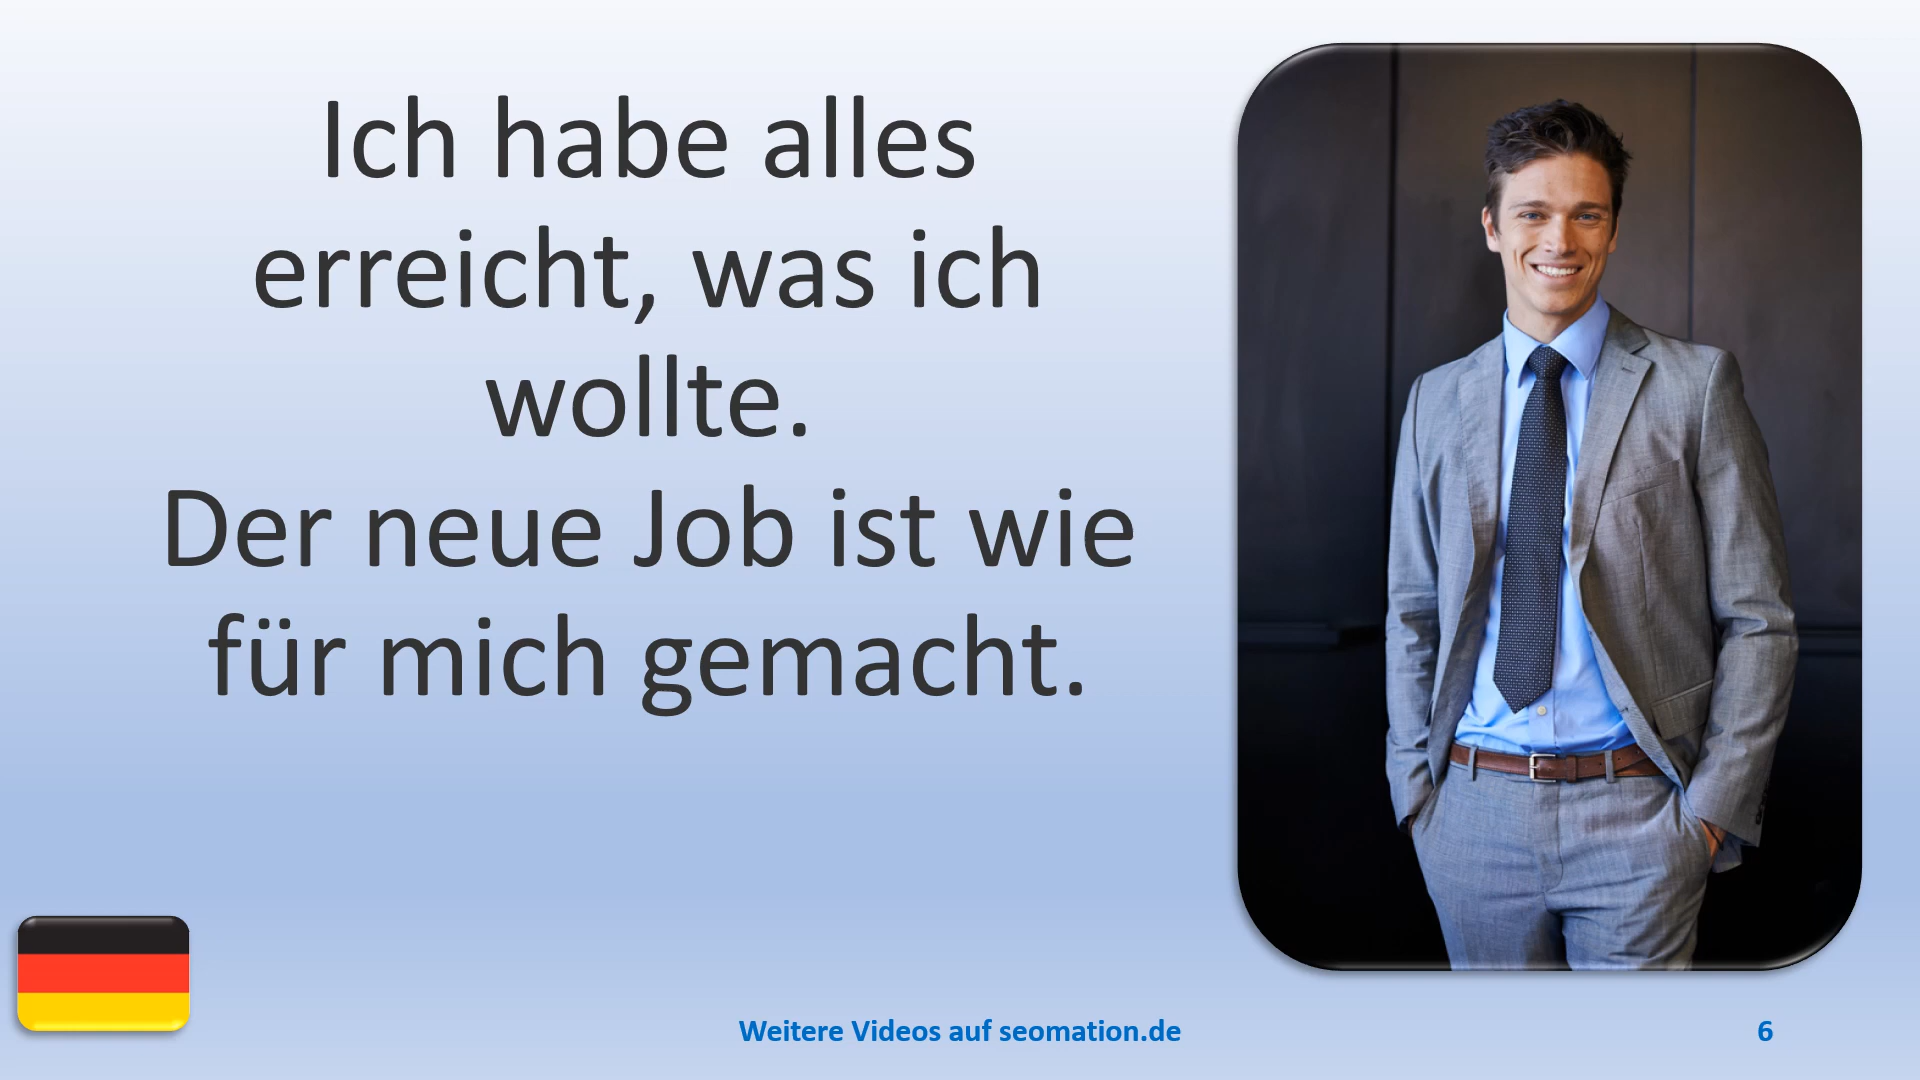 Ich habe alles
erreicht, was ich
wollte.
Der neue Job ist wie
für mich gemacht.
Weitere Videos auf seomation.de
6